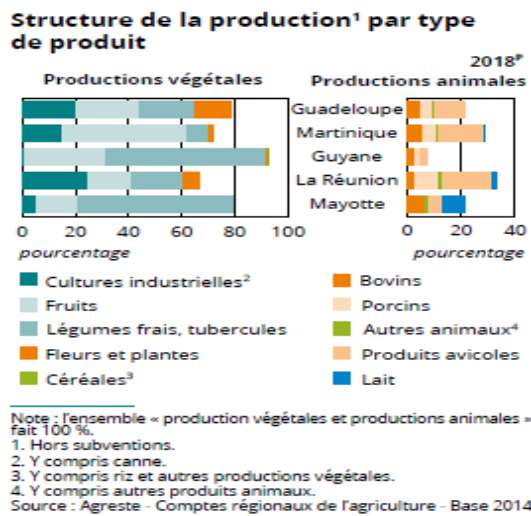 Structure de la production¹ par type
de produit
2018ᵖ
Productions végétales
Productions animales
Guadeloupe
Martinique
Guyane
La Réunion
Mayotte
0 20 40 60 80 100
0 20 40
pourcentage
pourcentage
Cultures industrielles²
Fruits
Légumes frais, tubercules
Fleurs et plantes
Céréales³
Bovins
Porcins
Autres animaux⁴
Produits avicoles
Lait
Note : l'ensemble « production végétales et productions animales »
fait 100 %.
1. Hors subventions.
2. Y compris canne.
3. Y compris riz et autres productions végétales.
4. Y compris autres produits animaux.
Source : Agreste - Comptes régionaux de l'agriculture - Base 2014